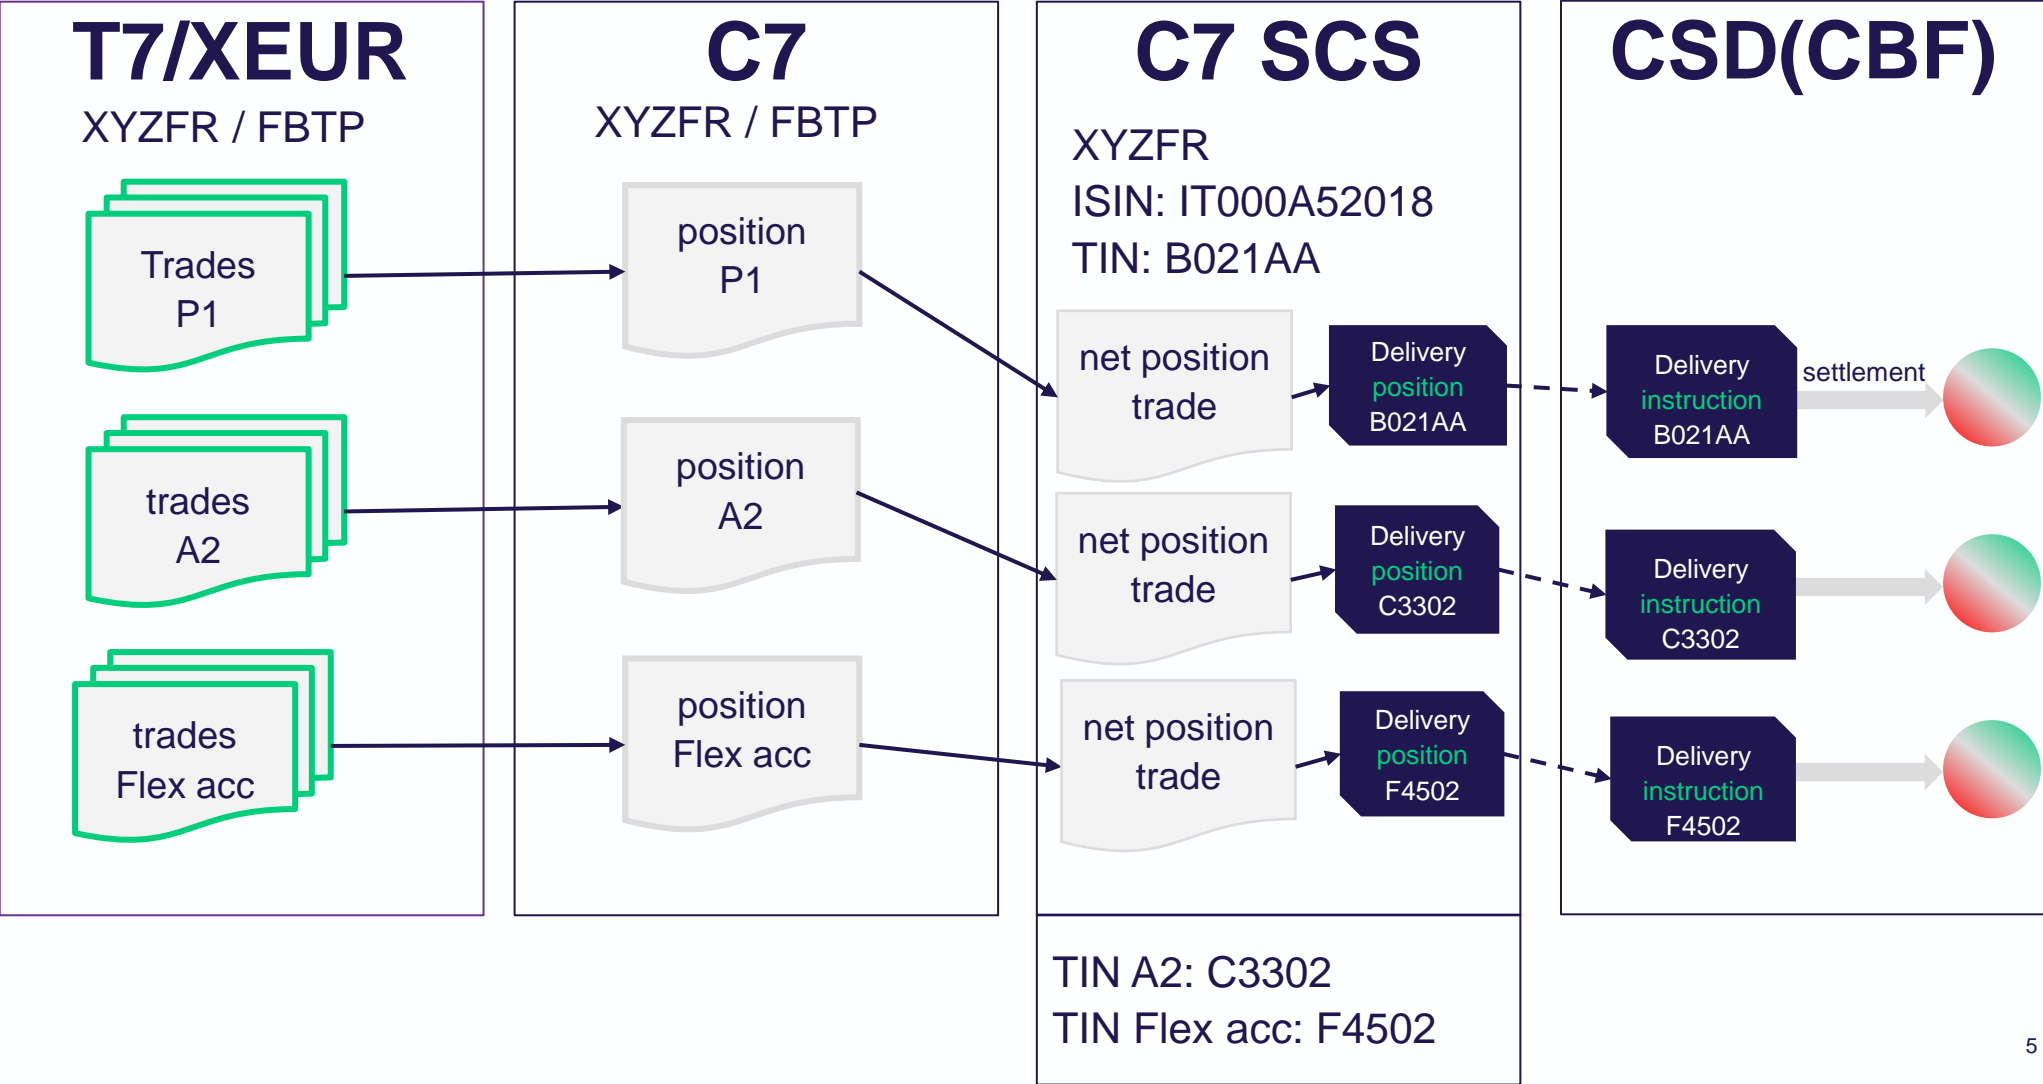 T7/XEUR
XYZFR / FBTP
Trades
P1
trades
A2
trades
Flex acc
C7
XYZFR / FBTP
position
P1
position
A2
position
Flex acc
C7 SCS
XYZFR
ISIN: IT000A52018
TIN: B021AA
net position
trade
Delivery
position
B021AA
net position
trade
Delivery
position
C3302
net position
trade
Delivery
position
F4502
TIN A2: C3302
TIN Flex acc: F4502
CSD(CBF)
Delivery
instruction
B021AA
settlement
Delivery
instruction
C3302
Delivery
instruction
F4502
5